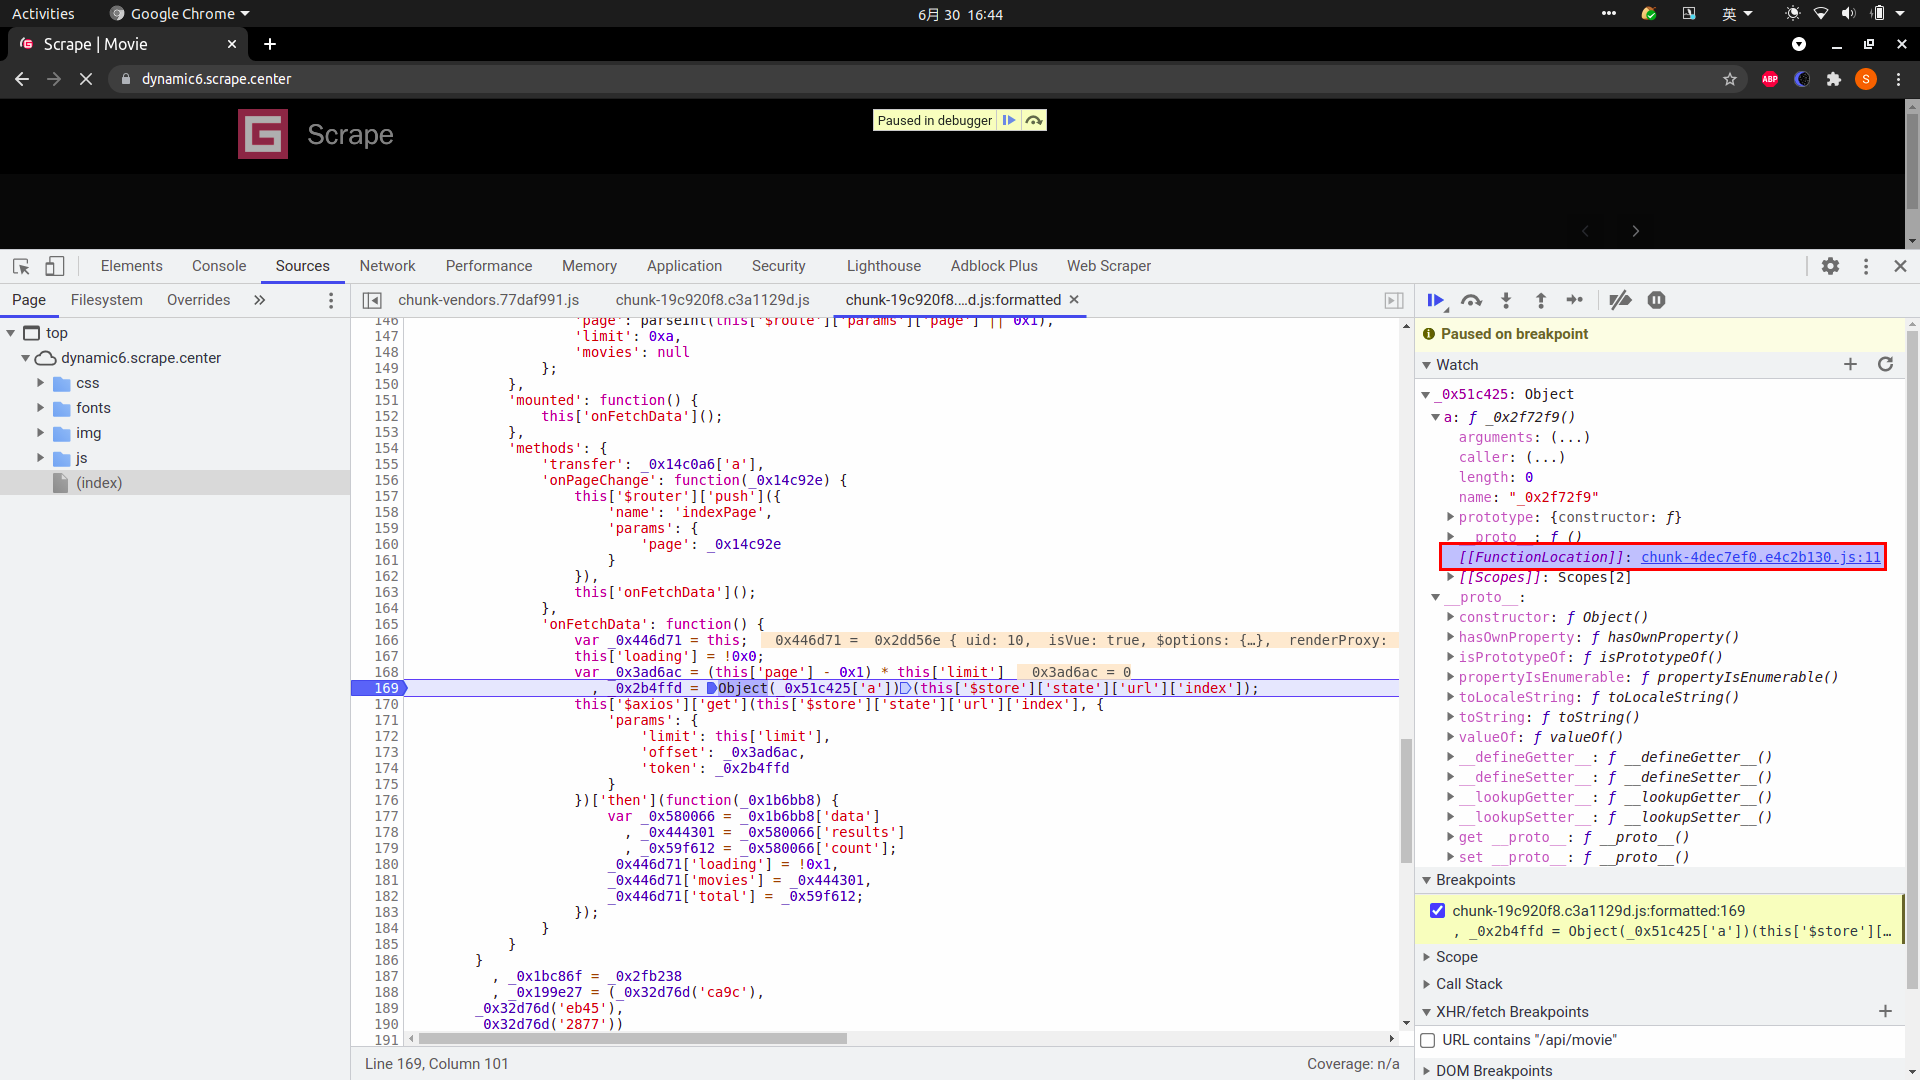 Activities Google Chrome 6月 30 16:44 英
Scrape | Movie
dynamic6.scrape.center ABP S
Scrape
Paused in debugger
Elements Console Sources Network Performance Memory Application Security Lighthouse Adblock Plus Web Scraper
Page Filesystem Overrides
chunk-vendors.77daf991.js chunk-19c920f8.c3a1129d.js chunk-19c920f8.…d.js:formatted
top
dynamic6.scrape.center
css
fonts
img
js
(index)
146 'page': parseInt(this['$route']['params']['page'] || 0x1),
147 'limit': 0xa,
148 'movies': null
149 };
150 },
151 'mounted': function() {
152 this['onFetchData']();
153 },
154 'methods': {
155 'transfer': _0x14c0a6['a'],
156 'onPageChange': function(_0x14c92e) {
157 this['$router']['push']({
158 'name': 'indexPage',
159 'params': {
160 'page': _0x14c92e
161 }
162 }),
163 this['onFetchData']();
164 },
165 'onFetchData': function() {
166 var _0x446d71 = this; _0x446d71 = _0x2dd56e {_uid: 10, _isVue: true, $options: {…}, _renderProxy:
167 this['loading'] = !0x0;
168 var _0x3ad6ac = (this['page'] - 0x1) * this['limit'] _0x3ad6ac = 0
169 , _0x2b4ffd = Object(_0x51c425['a'])(this['$store']['state']['url']['index']);
170 this['$axios']['get'](this['$store']['state']['url']['index'], {
171 'params': {
172 'limit': this['limit'],
173 'offset': _0x3ad6ac,
174 'token': _0x2b4ffd
175 }
176 })['then'](function(_0x1b6bb8) {
177 var _0x580066 = _0x1b6bb8['data']
178 , _0x444301 = _0x580066['results']
179 , _0x59f612 = _0x580066['count'];
180 _0x446d71['loading'] = !0x1,
181 _0x446d71['movies'] = _0x444301,
182 _0x446d71['total'] = _0x59f612;
183 });
184 }
185 }
186 }
187 , _0x1bc86f = _0x2fb238
188 , _0x199e27 = (_0x32d76d('ca9c'),
189 _0x32d76d('eb45'),
190 _0x32d76d('2877'))
191
Line 169, Column 101 Coverage: n/a
Paused on breakpoint
Watch
_0x51c425: Object
a: ƒ _0x2f72f9()
arguments: (...)
caller: (...)
length: 0
name: "_0x2f72f9"
prototype: {constructor: ƒ}
__proto__: ƒ ()
[[FunctionLocation]]: chunk-4dec7ef0.e4c2b130.js:11
[[Scopes]]: Scopes[2]
__proto__:
constructor: ƒ Object()
hasOwnProperty: ƒ hasOwnProperty()
isPrototypeOf: ƒ isPrototypeOf()
propertyIsEnumerable: ƒ propertyIsEnumerable()
toLocaleString: ƒ toLocaleString()
toString: ƒ toString()
valueOf: ƒ valueOf()
__defineGetter__: ƒ __defineGetter__()
__defineSetter__: ƒ __defineSetter__()
__lookupGetter__: ƒ __lookupGetter__()
__lookupSetter__: ƒ __lookupSetter__()
get __proto__: ƒ __proto__()
set __proto__: ƒ __proto__()
Breakpoints
chunk-19c920f8.c3a1129d.js:formatted:169
, _0x2b4ffd = Object(_0x51c425['a'])(this['$store'][…
Scope
Call Stack
XHR/fetch Breakpoints
URL contains "/api/movie"
DOM Breakpoints